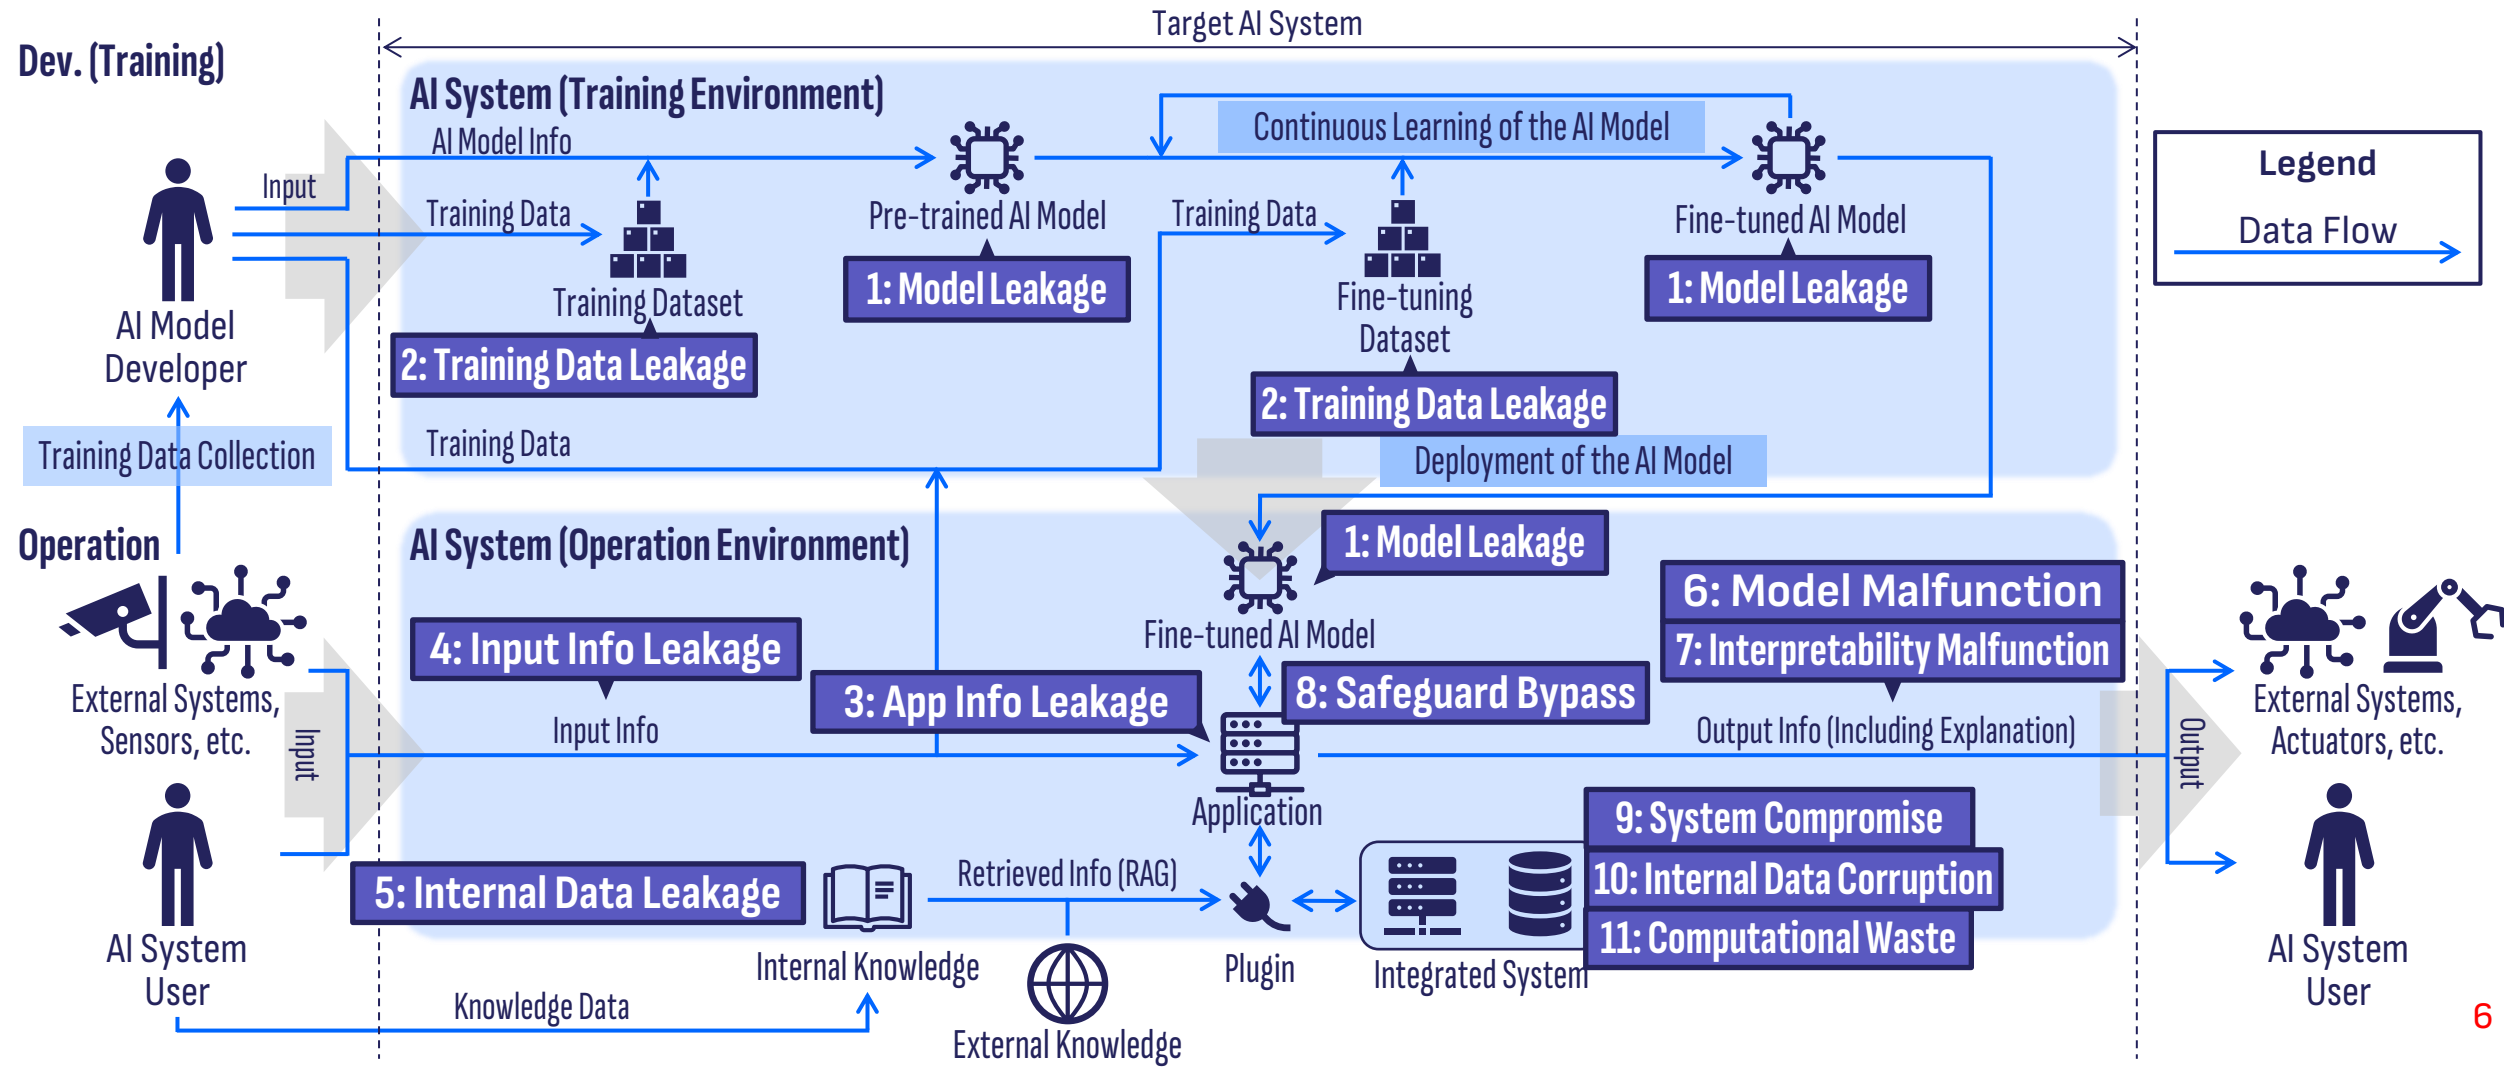 Target AI System
Dev. (Training)
AI System (Training Environment)
AI Model Info
Continuous Learning of the AI Model
Legend
Data Flow
Input
Training Data
Pre-trained AI Model
Training Data
Fine-tuned AI Model
1: Model Leakage
1: Model Leakage
Training Dataset
Fine-tuning
Dataset
AI Model
Developer
2: Training Data Leakage
2: Training Data Leakage
Training Data Collection
Training Data
Deployment of the AI Model
Operation
AI System (Operation Environment)
1: Model Leakage
6: Model Malfunction
7: Interpretability Malfunction
4: Input Info Leakage
Fine-tuned AI Model
3: App Info Leakage
8: Safeguard Bypass
External Systems,
Sensors, etc.
Input
Input Info
Output Info (Including Explanation)
Output
External Systems,
Actuators, etc.
Application
9: System Compromise
10: Internal Data Corruption
11: Computational Waste
5: Internal Data Leakage
Retrieved Info (RAG)
AI System
User
Internal Knowledge
Plugin
Integrated System
AI System
User
Knowledge Data
External Knowledge
6